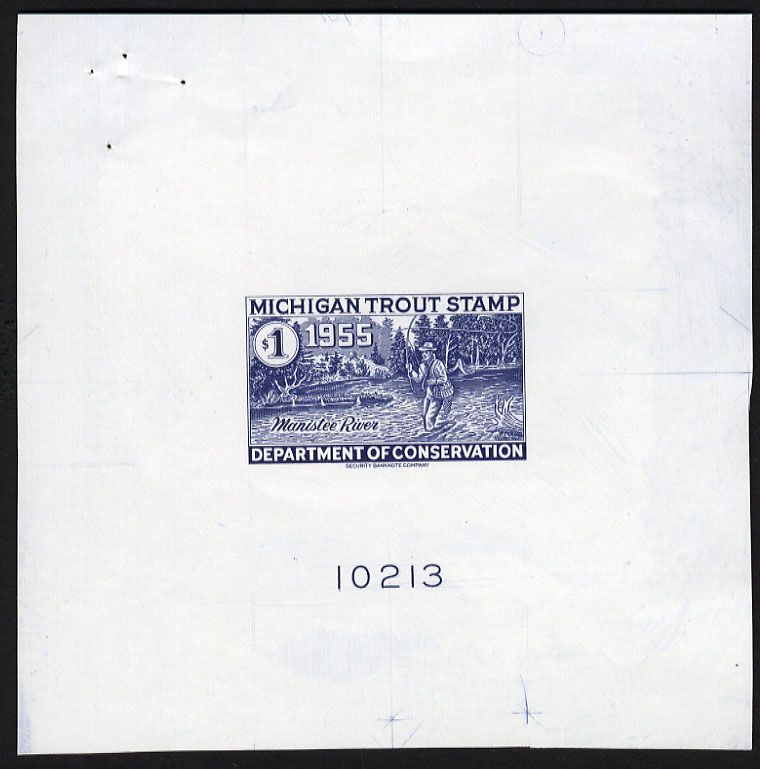 MICHIGAN TROUT STAMP
$1 1955
Manistee River
DEPARTMENT OF CONSERVATION
SECURITY BANKNOTE COMPANY
10213